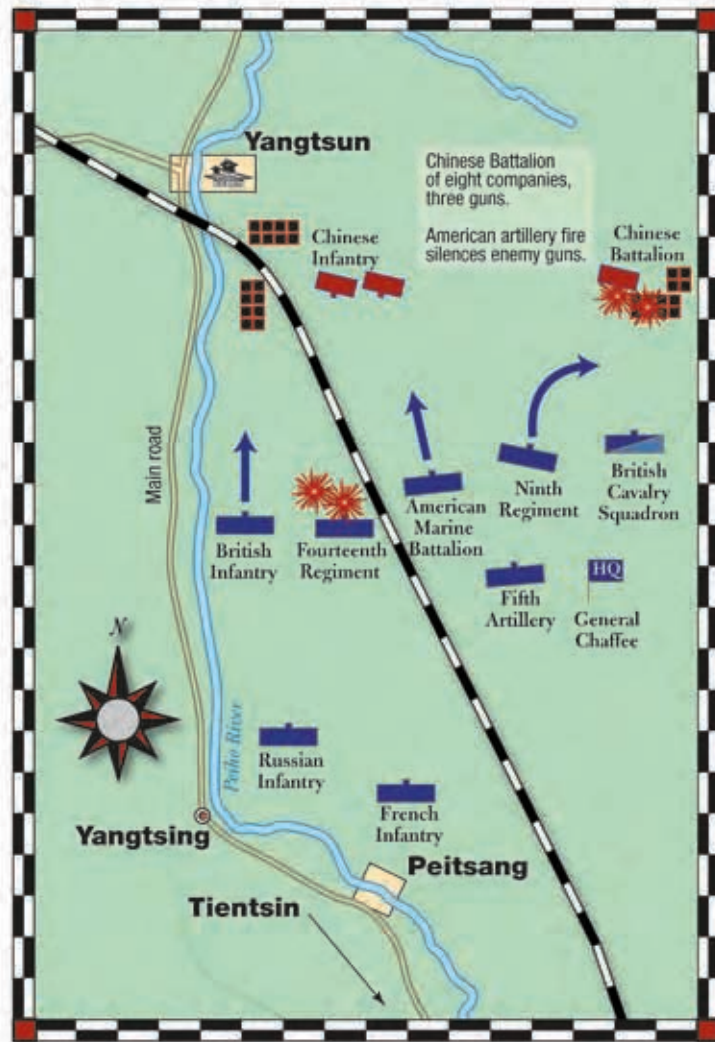 Yangtsun
Chinese Battalion
of eight companies,
three guns.
American artillery fire
silences enemy guns.
Chinese
Infantry
Chinese
Battalion
Main road
British
Infantry
Fourteenth
Regiment
American
Marine
Battalion
Ninth
Regiment
British
Cavalry
Squadron
Fifth
Artillery
HQ
General
Chaffee
N
Peiho River
Russian
Infantry
French
Infantry
Yangtsing
Peitsang
Tientsin